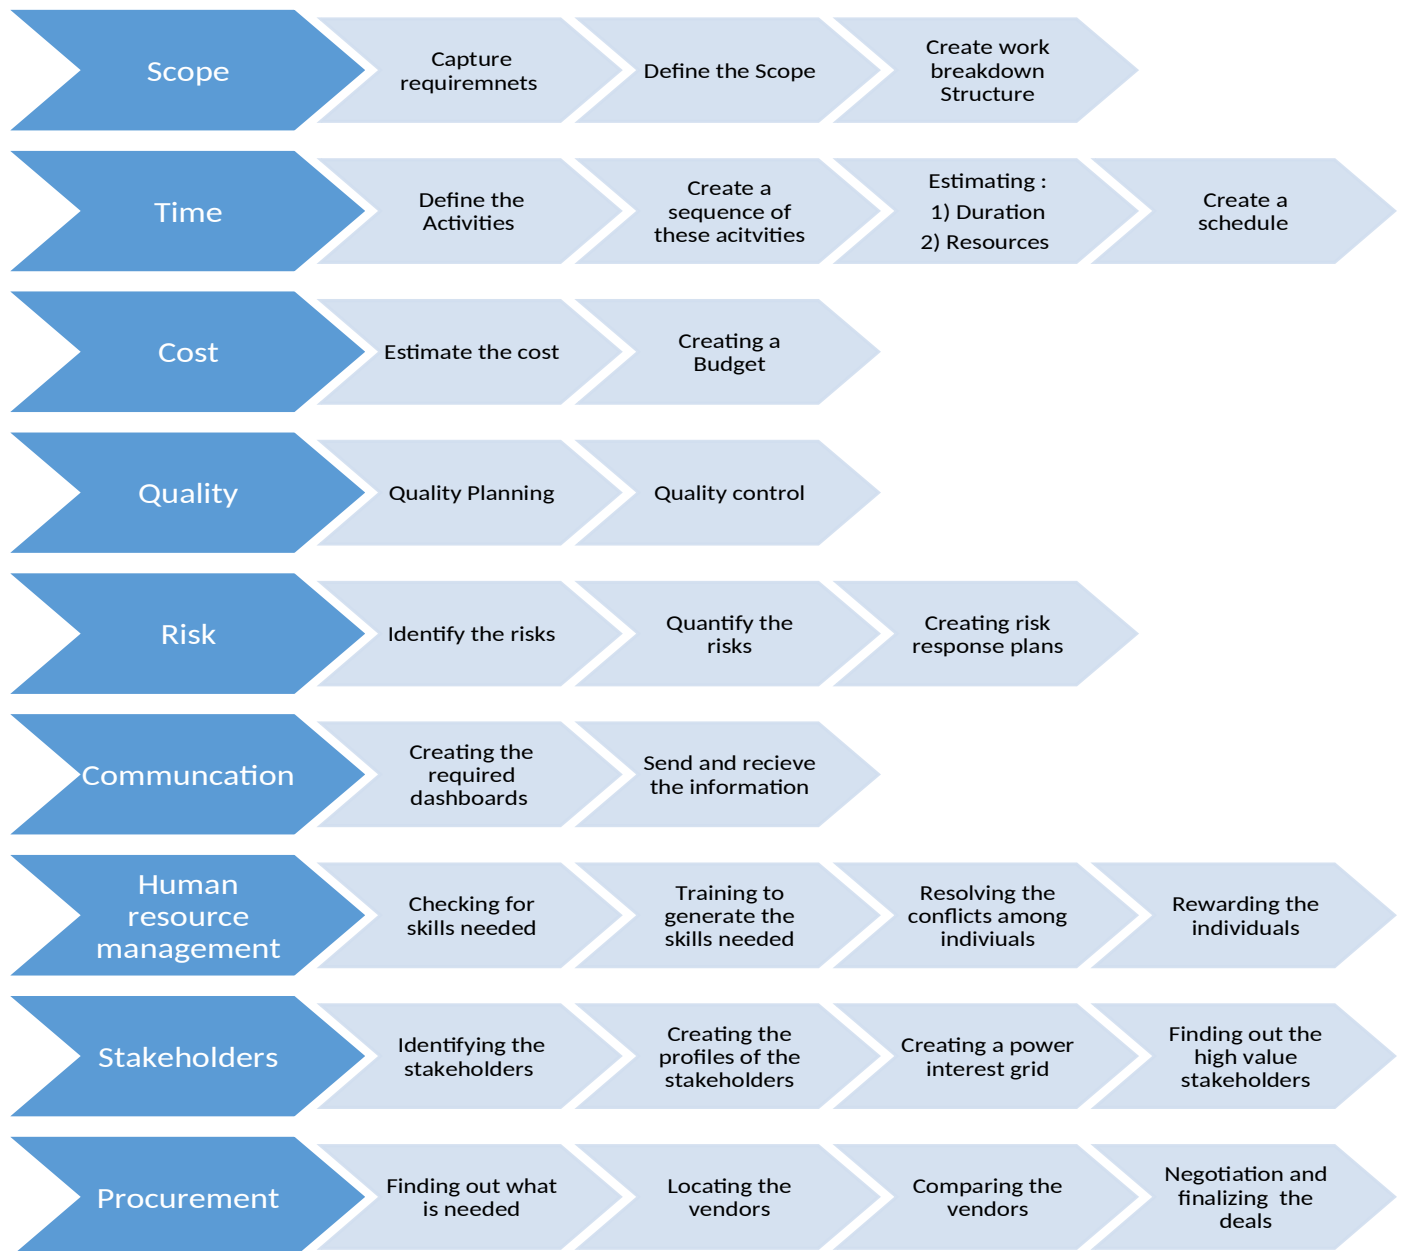 Scope
Capture
requiremnets
Define the Scope
Create work
breakdown
Structure
Time
Define the
Activities
Create a
sequence of
these acitvities
Estimating :
1) Duration
2) Resources
Create a
schedule
Cost
Estimate the cost
Creating a
Budget
Quality
Quality Planning
Quality control
Risk
Identify the risks
Quantify the
risks
Creating risk
response plans
Communcation
Creating the
required
dashboards
Send and recieve
the information
Human
resource
management
Checking for
skills needed
Training to
generate the
skills needed
Resolving the
conflicts among
indiviuals
Rewarding the
individuals
Stakeholders
Identifying the
stakeholders
Creating the
profiles of the
stakeholders
Creating a power
interest grid
Finding out the
high value
stakeholders
Procurement
Finding out what
is needed
Locating the
vendors
Comparing the
vendors
Negotiation and
finalizing  the
deals